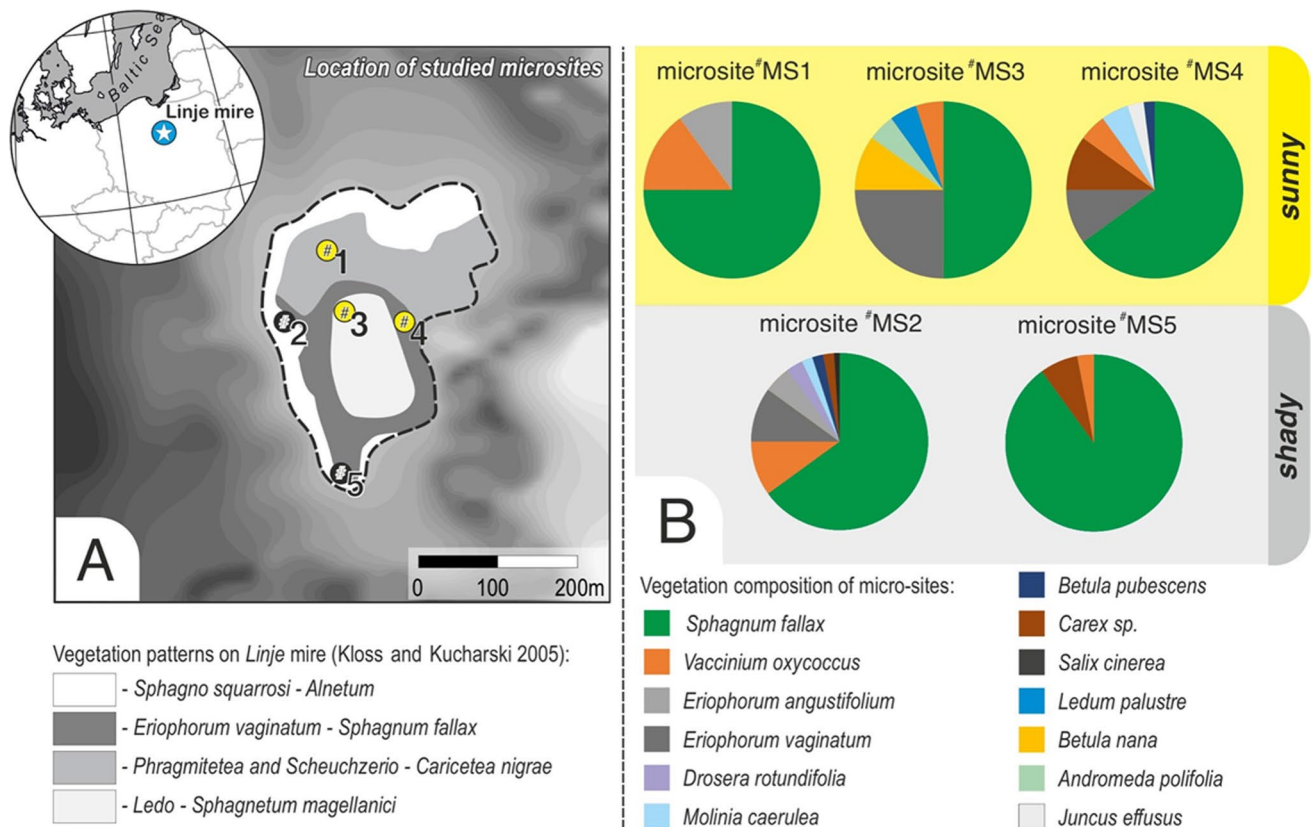 Baltic Sea
Linje mire
Location of studied microsites
# 1
# 2
# 3
# 4
# 5
A
0 100 200m
Vegetation patterns on Linje mire (Kloss and Kucharski 2005):
- Sphagno squarrosi - Alnetum
- Eriophorum vaginatum - Sphagnum fallax
- Phragmitetea and Scheuchzerio - Caricetea nigrae
- Ledo - Sphagnetum magellanici
microsite #MS1
microsite #MS3
microsite #MS4
sunny
microsite #MS2
microsite #MS5
shady
B
Vegetation composition of micro-sites:
Sphagnum fallax
Vaccinium oxycoccus
Eriophorum angustifolium
Eriophorum vaginatum
Drosera rotundifolia
Molinia caerulea
Betula pubescens
Carex sp.
Salix cinerea
Ledum palustre
Betula nana
Andromeda polifolia
Juncus effusus